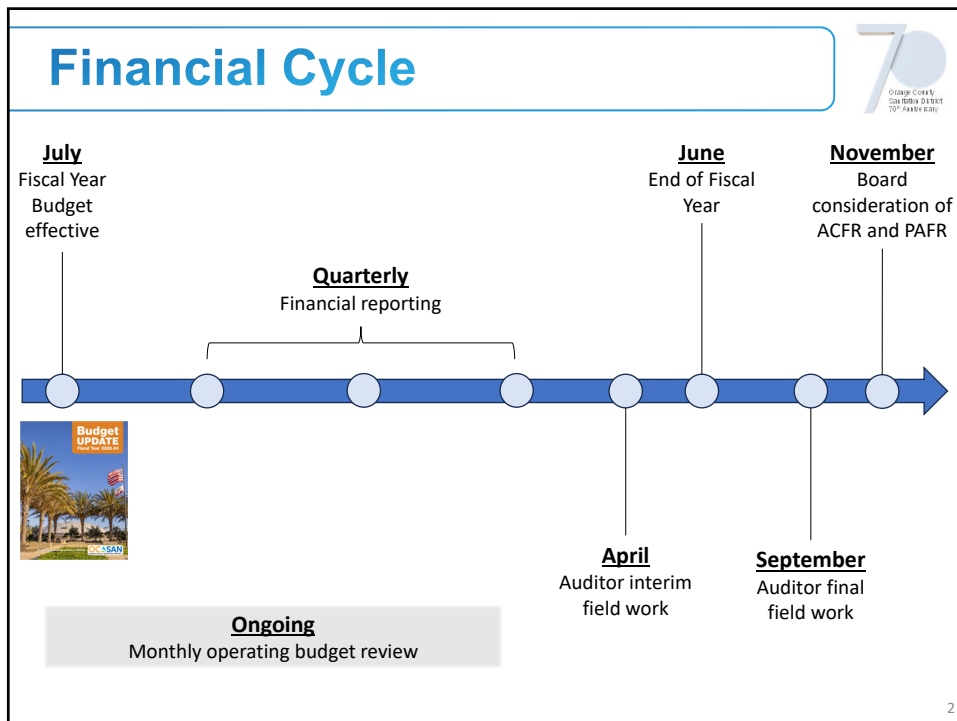 Financial Cycle
70
Orange County
Sanitation District
70th Anniversary
July
Fiscal Year
Budget
effective
Quarterly
Financial reporting
June
End of Fiscal
Year
November
Board
consideration of
ACFR and PAFR
Budget
UPDATE
OC SAN
April
Auditor interim
field work
September
Auditor final
field work
Ongoing
Monthly operating budget review
2